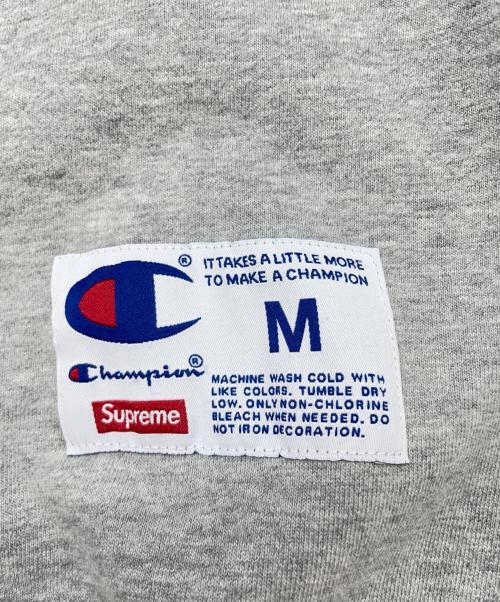 ®
IT TAKES A LITTLE MORE
TO MAKE A CHAMPION
M
Champion®
Supreme
MACHINE WASH COLD WITH
LIKE COLORS. TUMBLE DRY
LOW. ONLY NON-CHLORINE
BLEACH WHEN NEEDED. DO
NOT IRON DECORATION.